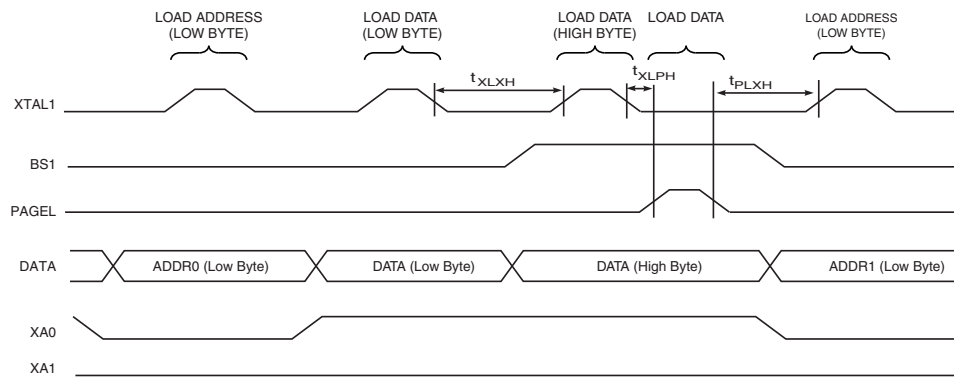 LOAD ADDRESS
(LOW BYTE)
LOAD DATA
(LOW BYTE)
LOAD DATA
(HIGH BYTE)
LOAD DATA
LOAD ADDRESS
(LOW BYTE)
tXLXH
tXLPH
tPLXH
XTAL1
BS1
PAGEL
DATA
ADDR0 (Low Byte)
DATA (Low Byte)
DATA (High Byte)
ADDR1 (Low Byte)
XA0
XA1